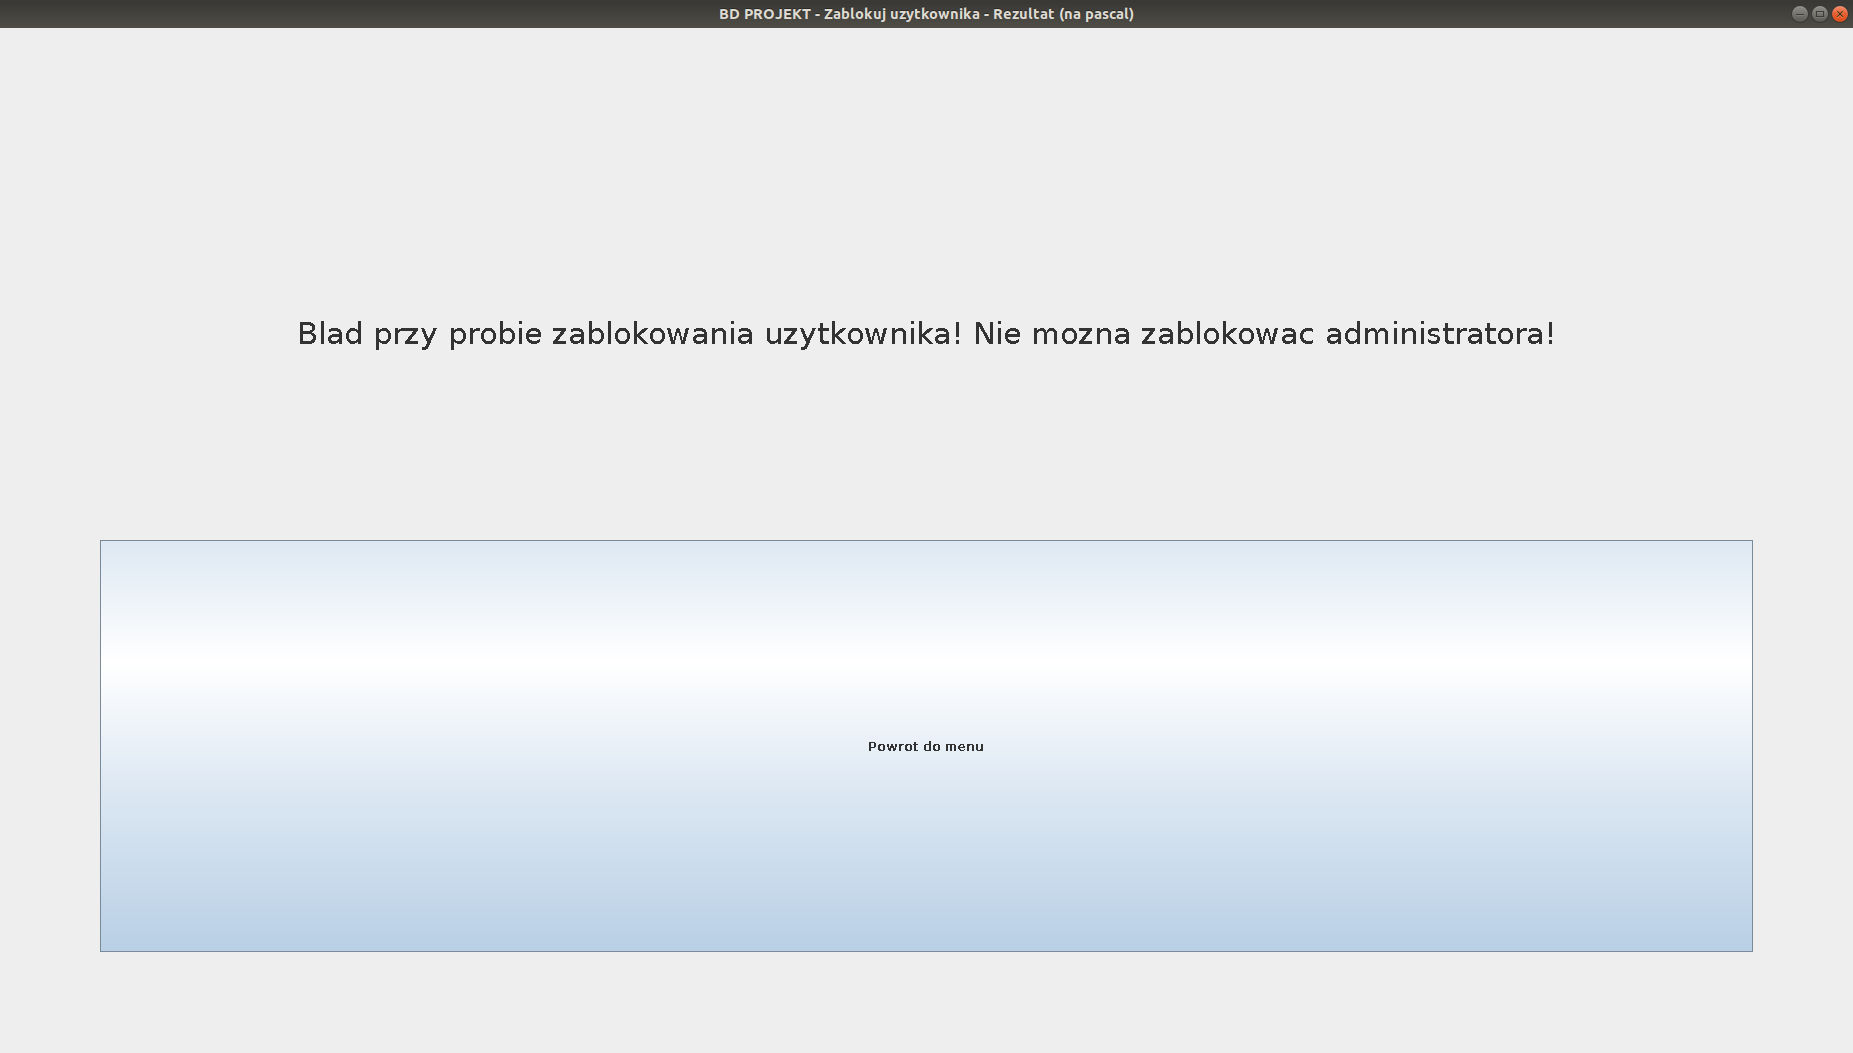 BD PROJEKT - Zablokuj uzytkownika - Rezultat (na pascal)
Blad przy probie zablokowania uzytkownika! Nie mozna zablokowac administratora!
Powrot do menu